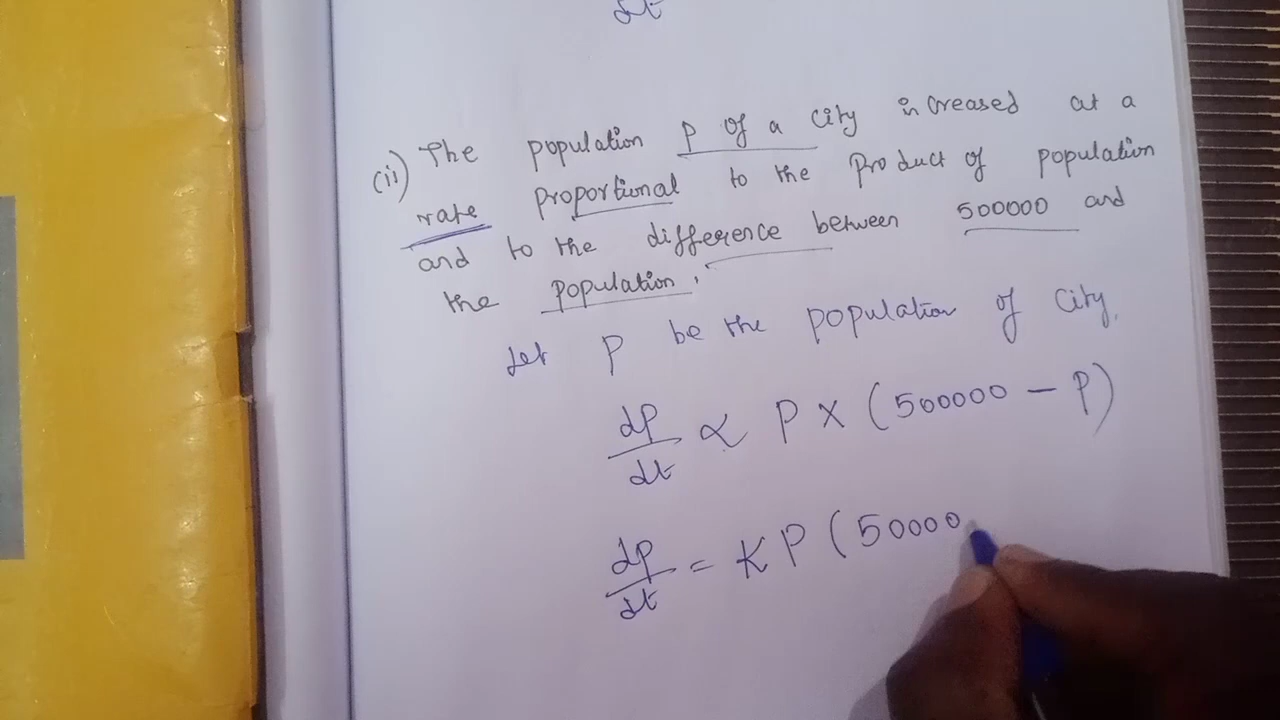 dt
(ii) The population P of a city increased at a
rate proportional to the product of population
and to the difference between 500000 and
the population.
Let P be the population of city.
dP/dt ∝ P × (500000 – P)
dP/dt = KP (50000